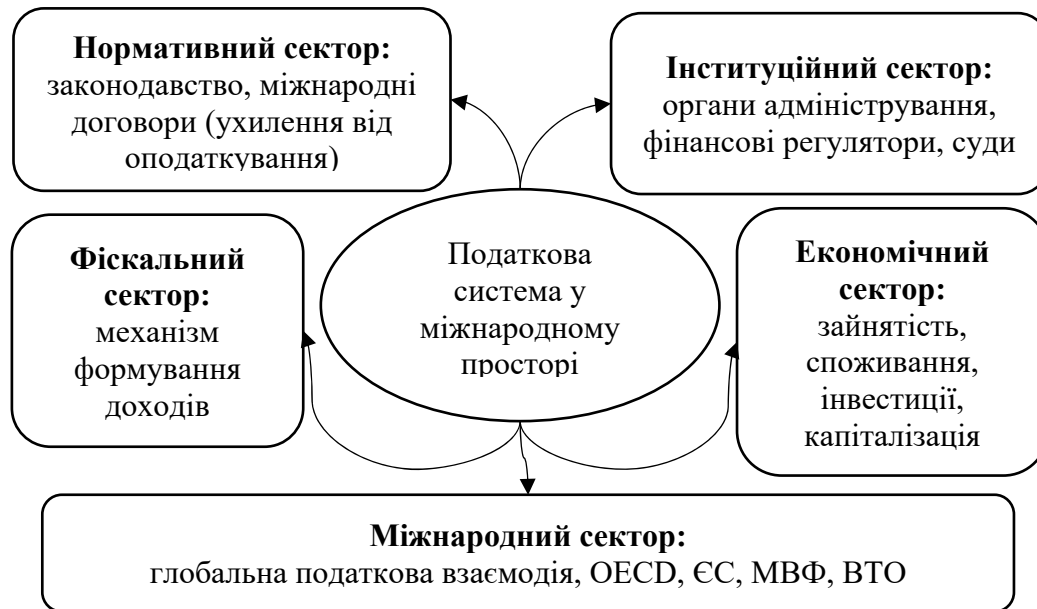 Нормативний сектор:
законодавство, міжнародні
договори (ухилення від
оподаткування)
Інституційний сектор:
органи адміністрування,
фінансові регулятори, суди
Фіскальний
сектор:
механізм
формування
доходів
Податкова
система у
міжнародному
просторі
Економічний
сектор:
зайнятість,
споживання,
інвестиції,
капіталізація
Міжнародний сектор:
глобальна податкова взаємодія, OECD, ЄС, МВФ, ВТО